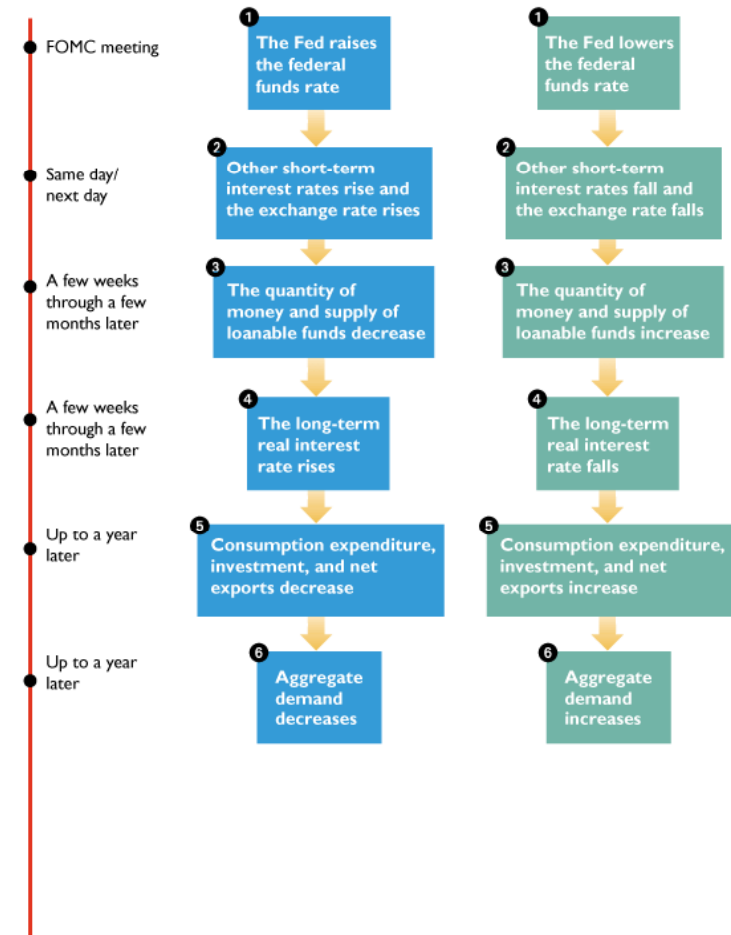 FOMC meeting
1
The Fed raises
the federal
funds rate
1
The Fed lowers
the federal
funds rate
Same day/
next day
2
Other short-term
interest rates rise and
the exchange rate rises
2
Other short-term
interest rates fall and
the exchange rate falls
A few weeks
through a few
months later
3
The quantity of
money and supply of
loanable funds decrease
3
The quantity of
money and supply of
loanable funds increase
A few weeks
through a few
months later
4
The long-term
real interest
rate rises
4
The long-term
real interest
rate falls
Up to a year
later
5
Consumption expenditure,
investment, and net
exports decrease
5
Consumption expenditure,
investment, and net
exports increase
Up to a year
later
6
Aggregate
demand
decreases
6
Aggregate
demand
increases